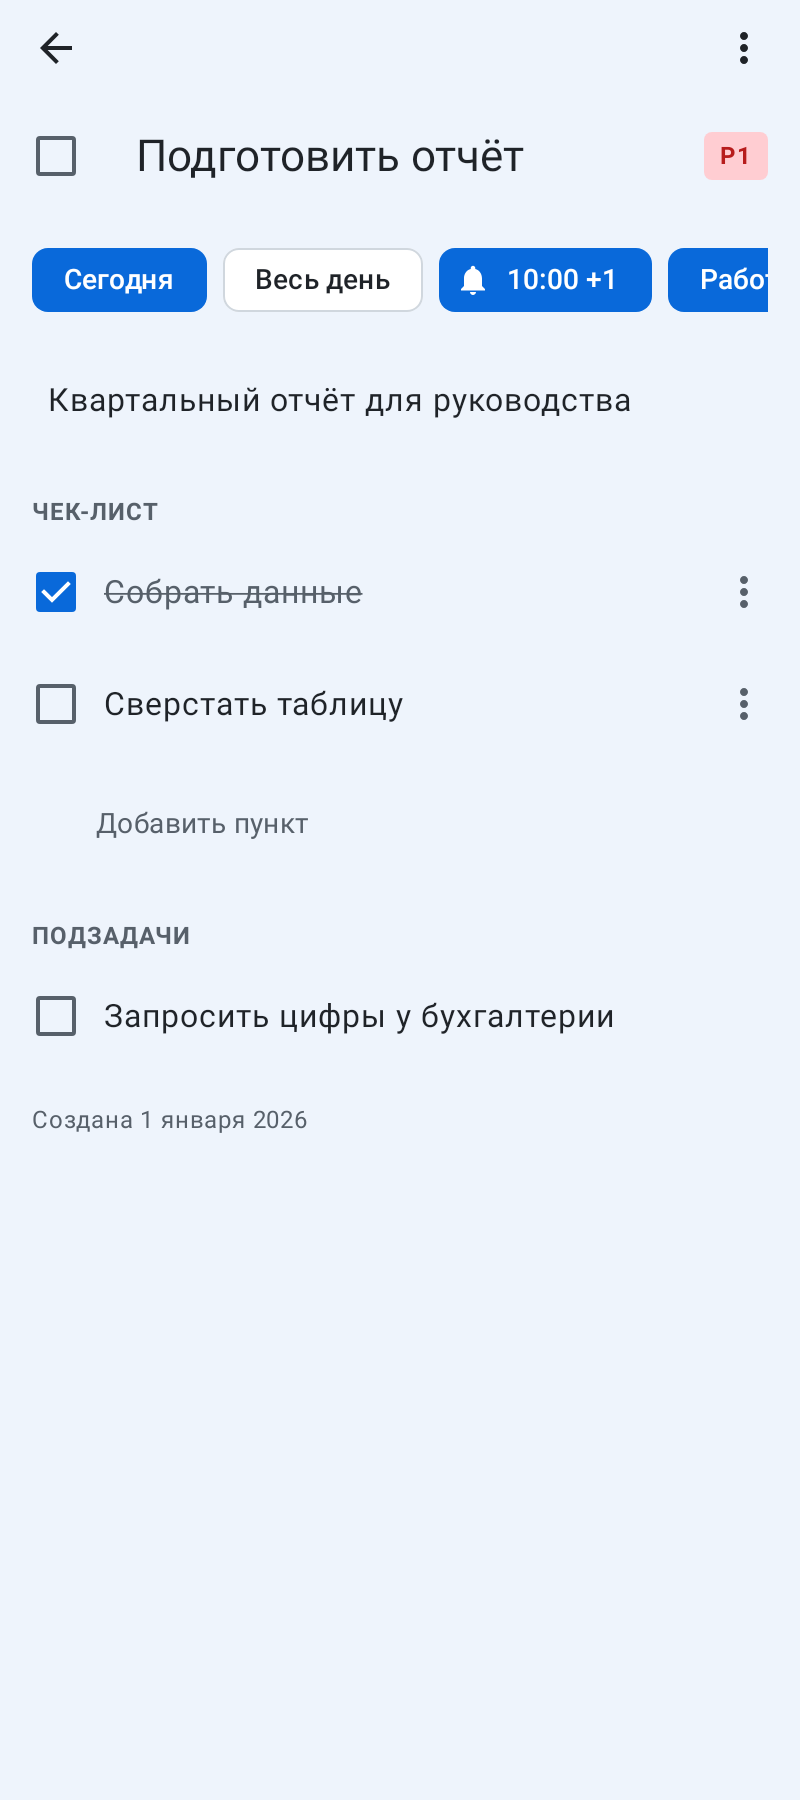 Подготовить отчёт P1
Сегодня Весь день 10:00 +1
Квартальный отчёт для руководства
ЧЕК-ЛИСТ
Собрать данные
Сверстать таблицу
Добавить пункт
ПОДЗАДАЧИ
Запросить цифры у бухгалтерии
Создана 1 января 2026